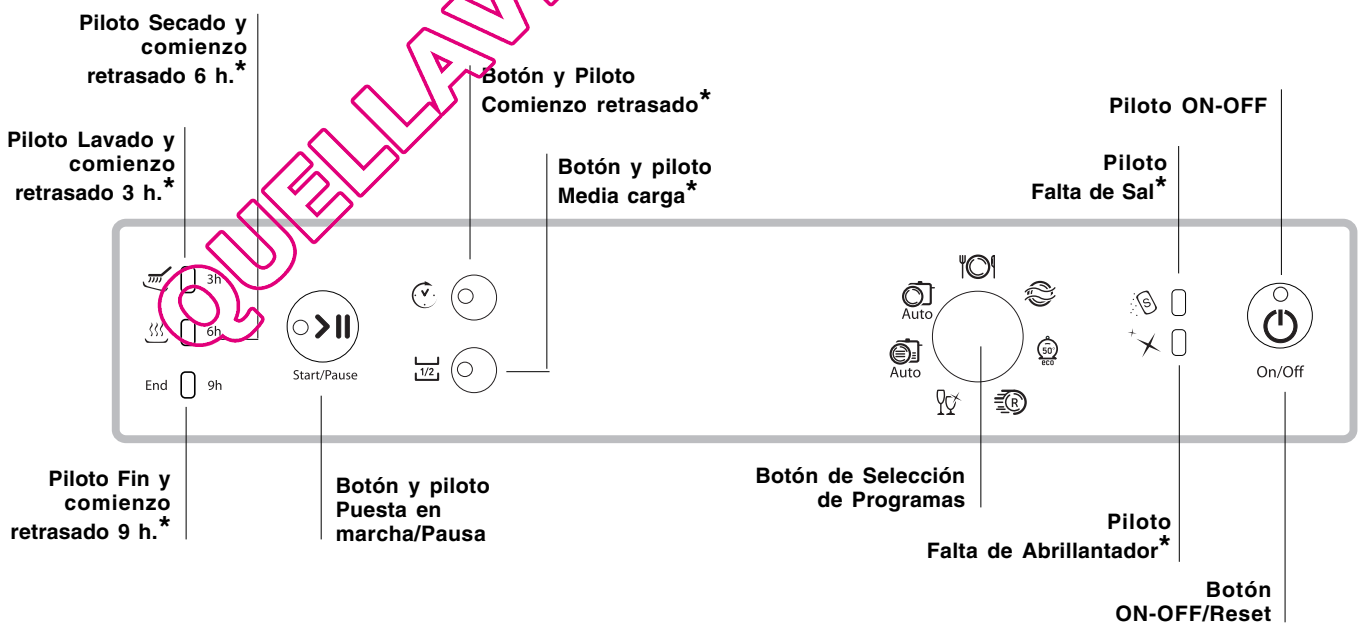 Piloto Secado y
comienzo
retrasado 6 h.*
Botón y Piloto
Comienzo retrasado*
Piloto ON-OFF
Piloto Lavado y
comienzo
retrasado 3 h.*
Botón y piloto
Media carga*
Piloto
Falta de Sal*
3h
6h
End
9h
Start/Pause
1/2
Auto
Auto
50°
eco
R
S
On/Off
Piloto Fin y
comienzo
retrasado 9 h.*
Botón y piloto
Puesta en
marcha/Pausa
Botón de Selección
de Programas
Piloto
Falta de Abrillantador*
Botón
ON-OFF/Reset